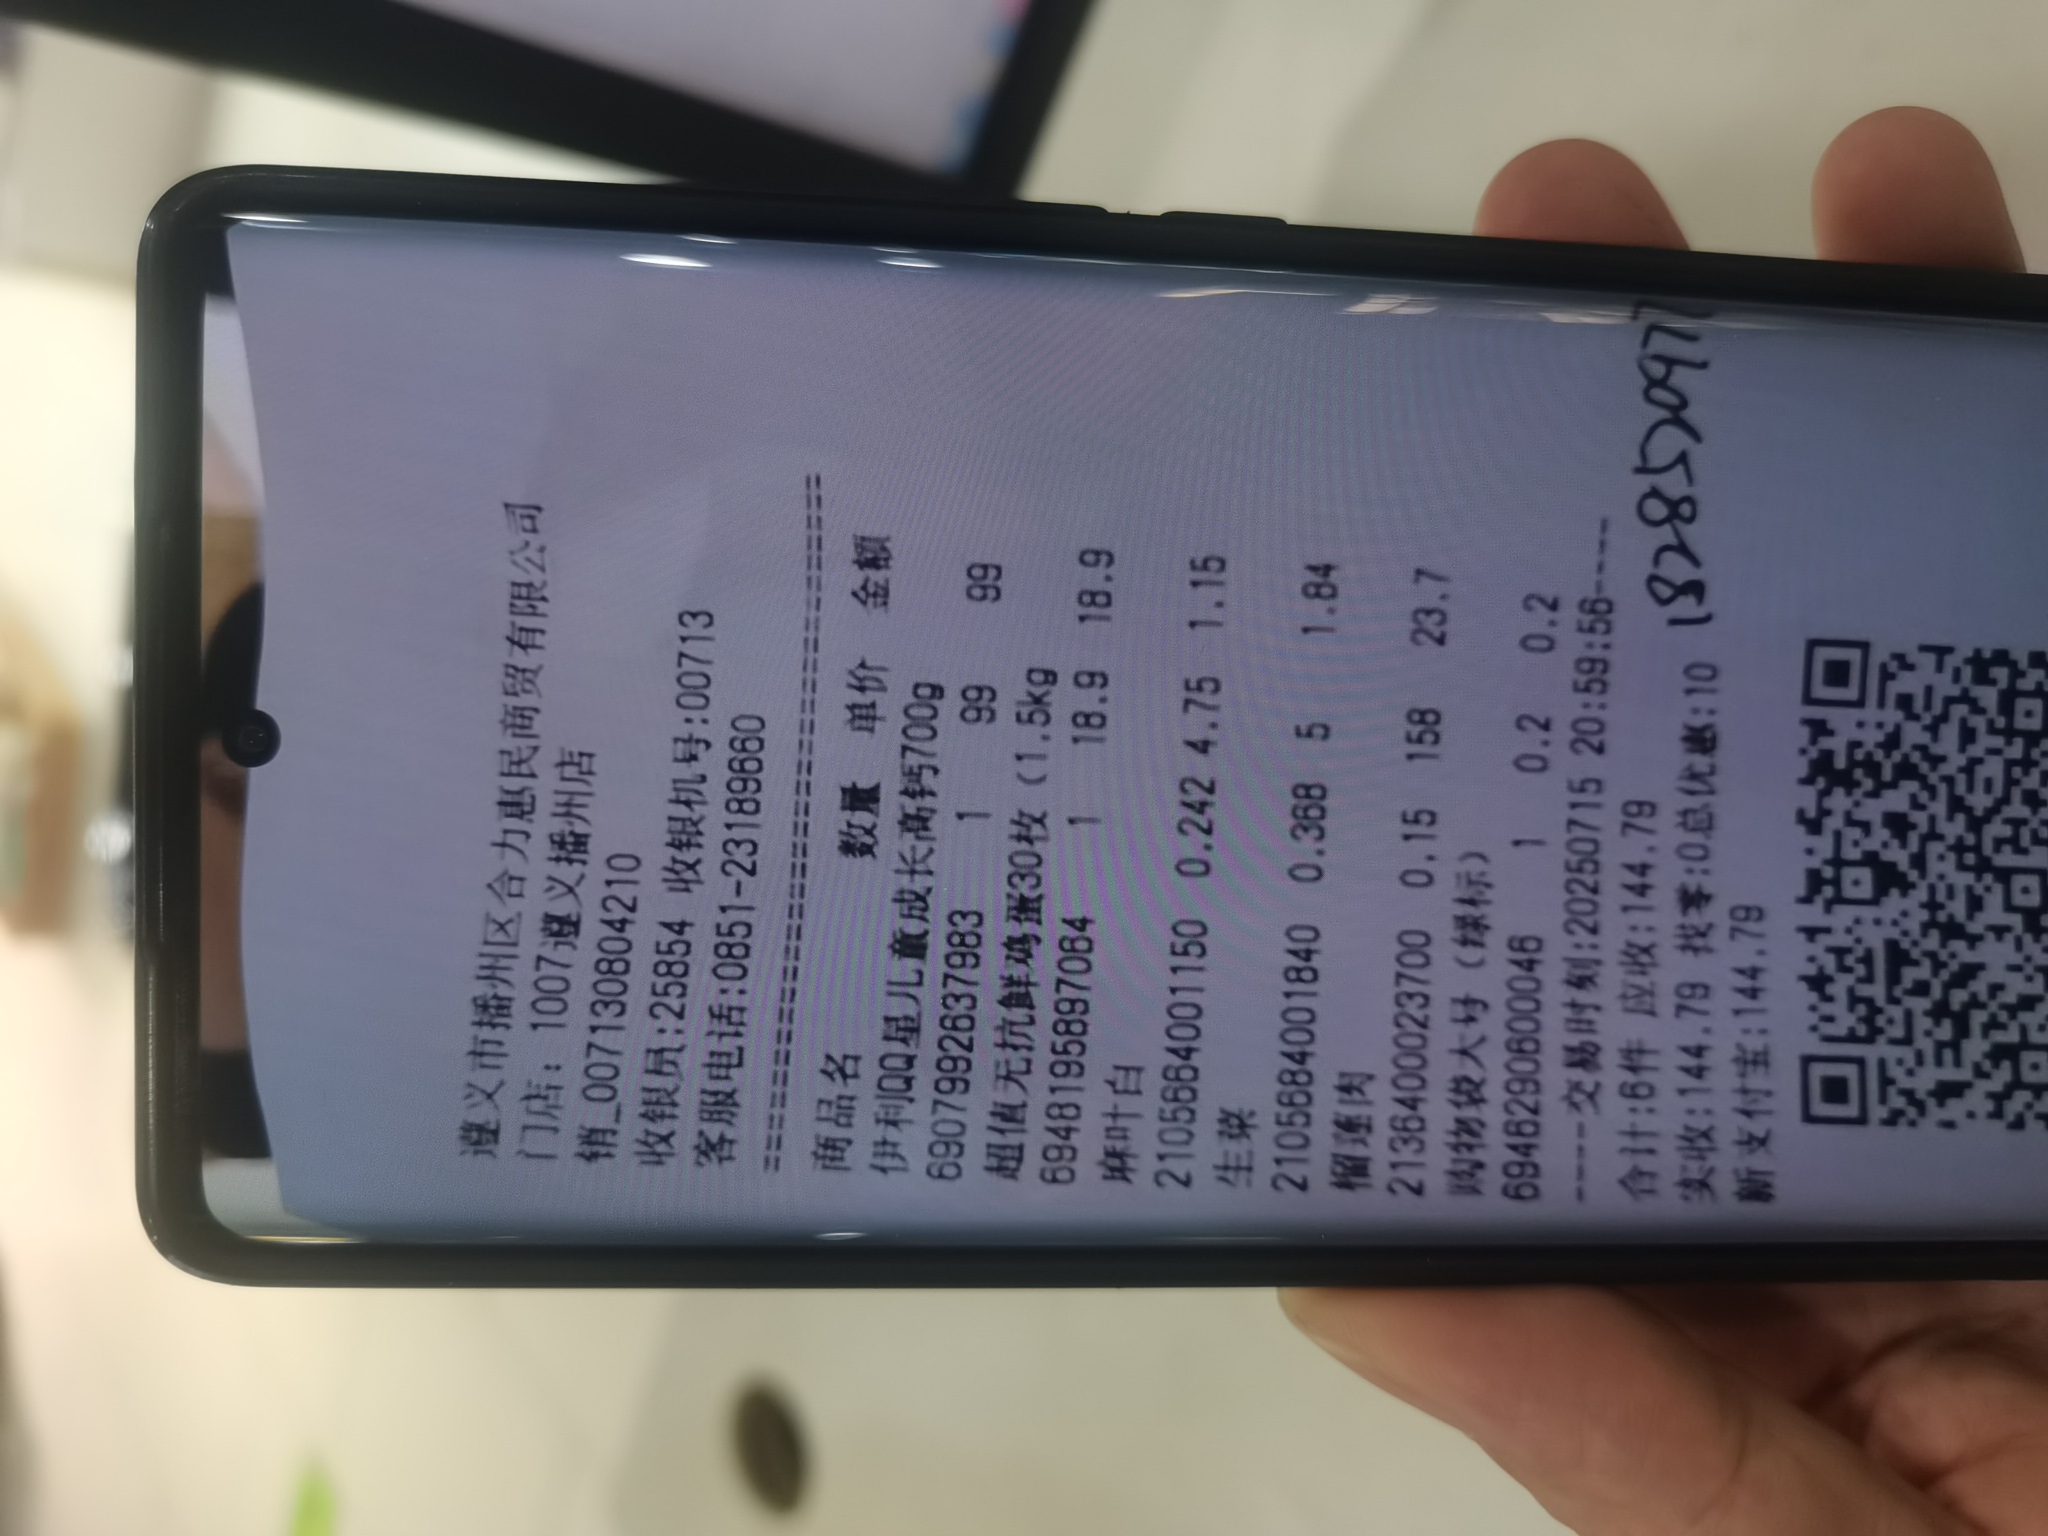 遵义市播州区合力惠民商贸有限公司
门店: 1007遵义播州店
销_0071130804210
收银员:25854 收银机号:00713
客服电话:0851-23189660
==============================
商品名 数量 单价 金额
伊利QQ星儿童成长高钙700g
6907992637983 1 99 99
超值无抗鲜鸡蛋30枚(1.5kg
6948195897064 1 18.9 18.9
麻叶白
2105664001150 0.242 4.75 1.15
生菜
2105684001840 0.368 5 1.84
榴莲肉
2136400023700 0.15 158 23.7
购物袋大号(绿标)
6946290600046 1 0.2 0.2
----交易时刻:20250715 20:59:56----
合计:6件 应收:144.79
实收:144.79 找零:0总优惠:10
新支付宝:144.79